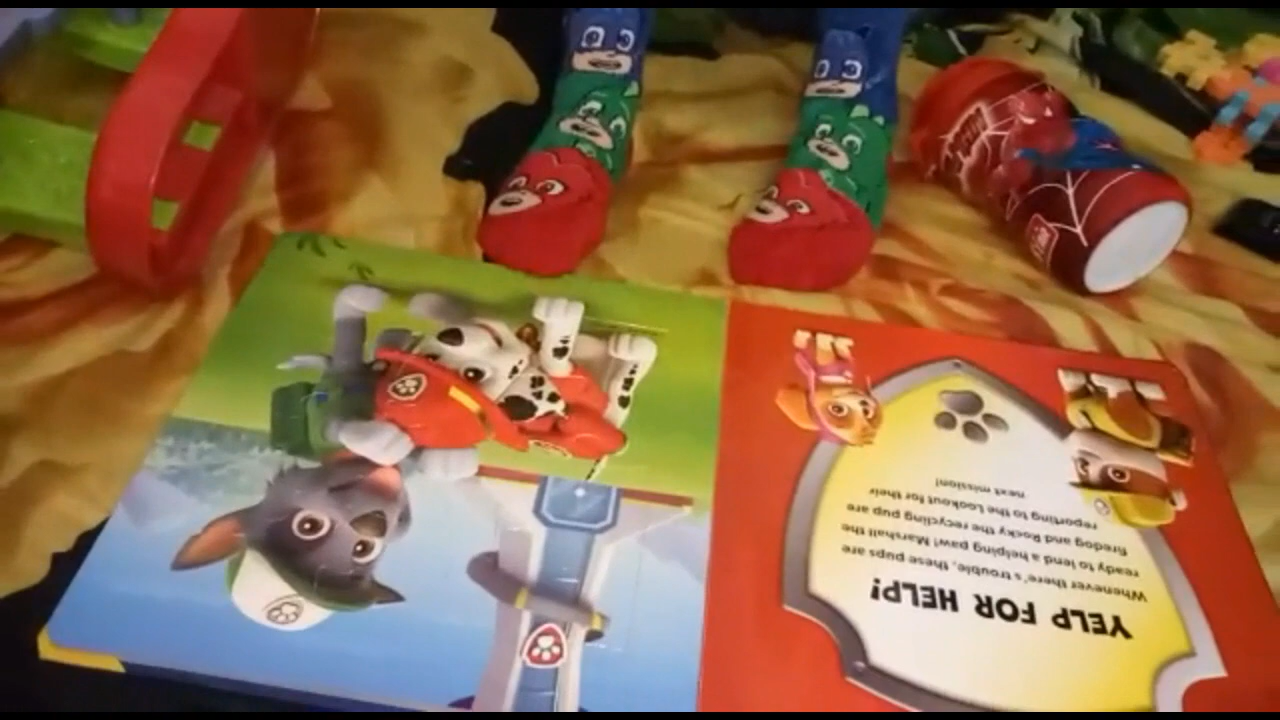 YELP FOR HELP!
Whenever there's trouble, these pups are
ready to lend a helping paw! Marshall the
firedog and Rocky the recycling pup are
reporting to the Lookout for their
next mission!